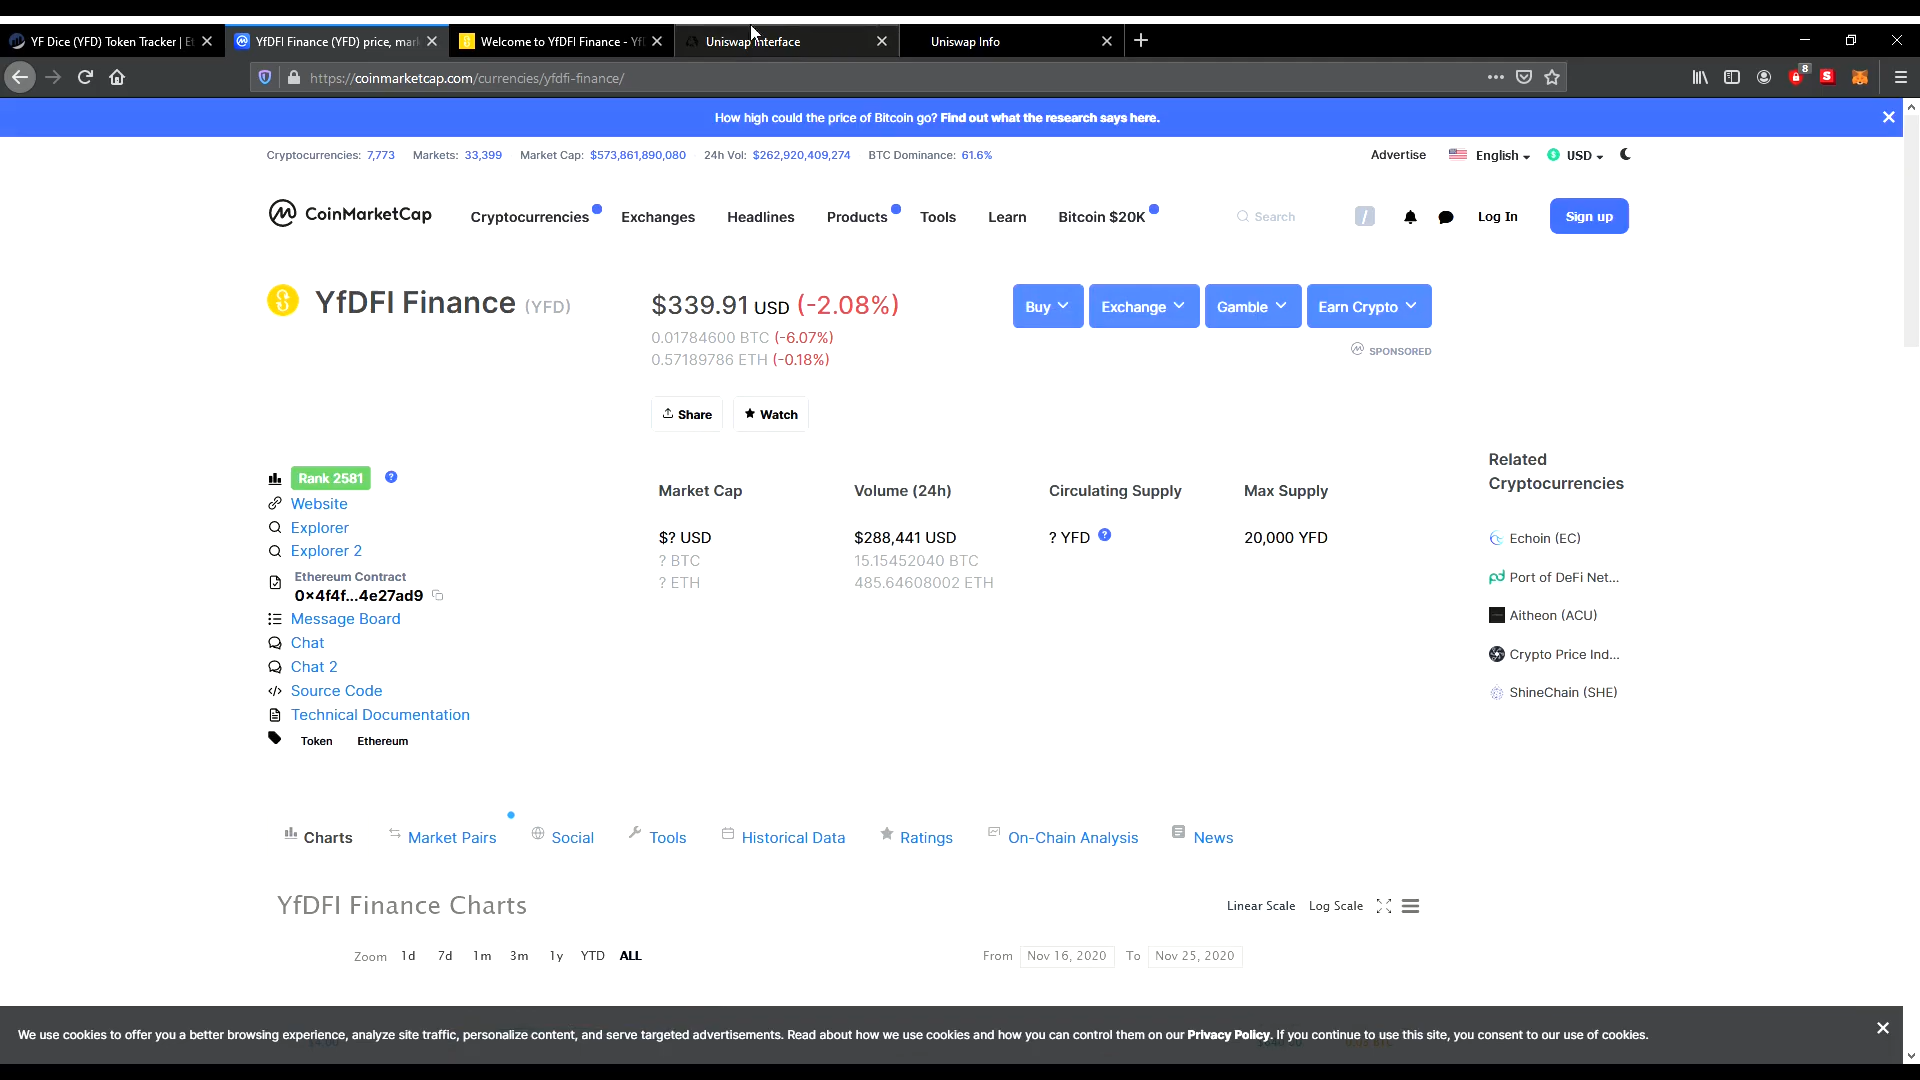 YF Dice (YFD) Token Tracker | Et
YfDFI Finance (YFD) price, mark
Welcome to YfDFI Finance - YfD
Uniswap Interface
Uniswap Info
https://coinmarketcap.com/currencies/yfdfi-finance/
8
How high could the price of Bitcoin go? Find out what the research says here.
Cryptocurrencies: 7,773 Markets: 33,399 Market Cap: $573,861,890,080 24h Vol: $262,920,409,274 BTC Dominance: 61.6%
Advertise English USD
CoinMarketCap
Cryptocurrencies Exchanges Headlines Products Tools Learn Bitcoin $20K Search / Log In Sign up
YfDFI Finance (YFD)
$339.91 USD (-2.08%)
0.01784600 BTC (-6.07%)
0.57189786 ETH (-0.18%)
Buy Exchange Gamble Earn Crypto
SPONSORED
Share Watch
Rank 2581 ?
Website
Explorer
Explorer 2
Ethereum Contract
0×4f4f...4e27ad9
Message Board
Chat
Chat 2
Source Code
Technical Documentation
Token Ethereum
Market Cap Volume (24h) Circulating Supply Max Supply
$? USD $288,441 USD ? YFD ? 20,000 YFD
? BTC 15.15452040 BTC
? ETH 485.64608002 ETH
Related
Cryptocurrencies
Echoin (EC)
Port of DeFi Net...
Aitheon (ACU)
Crypto Price Ind...
ShineChain (SHE)
Charts Market Pairs Social Tools Historical Data Ratings On-Chain Analysis News
YfDFI Finance Charts
Linear Scale Log Scale
Zoom 1d 7d 1m 3m 1y YTD ALL
From Nov 16, 2020 To Nov 25, 2020
We use cookies to offer you a better browsing experience, analyze site traffic, personalize content, and serve targeted advertisements. Read about how we use cookies and how you can control them on our Privacy Policy. If you continue to use this site, you consent to our use of cookies.